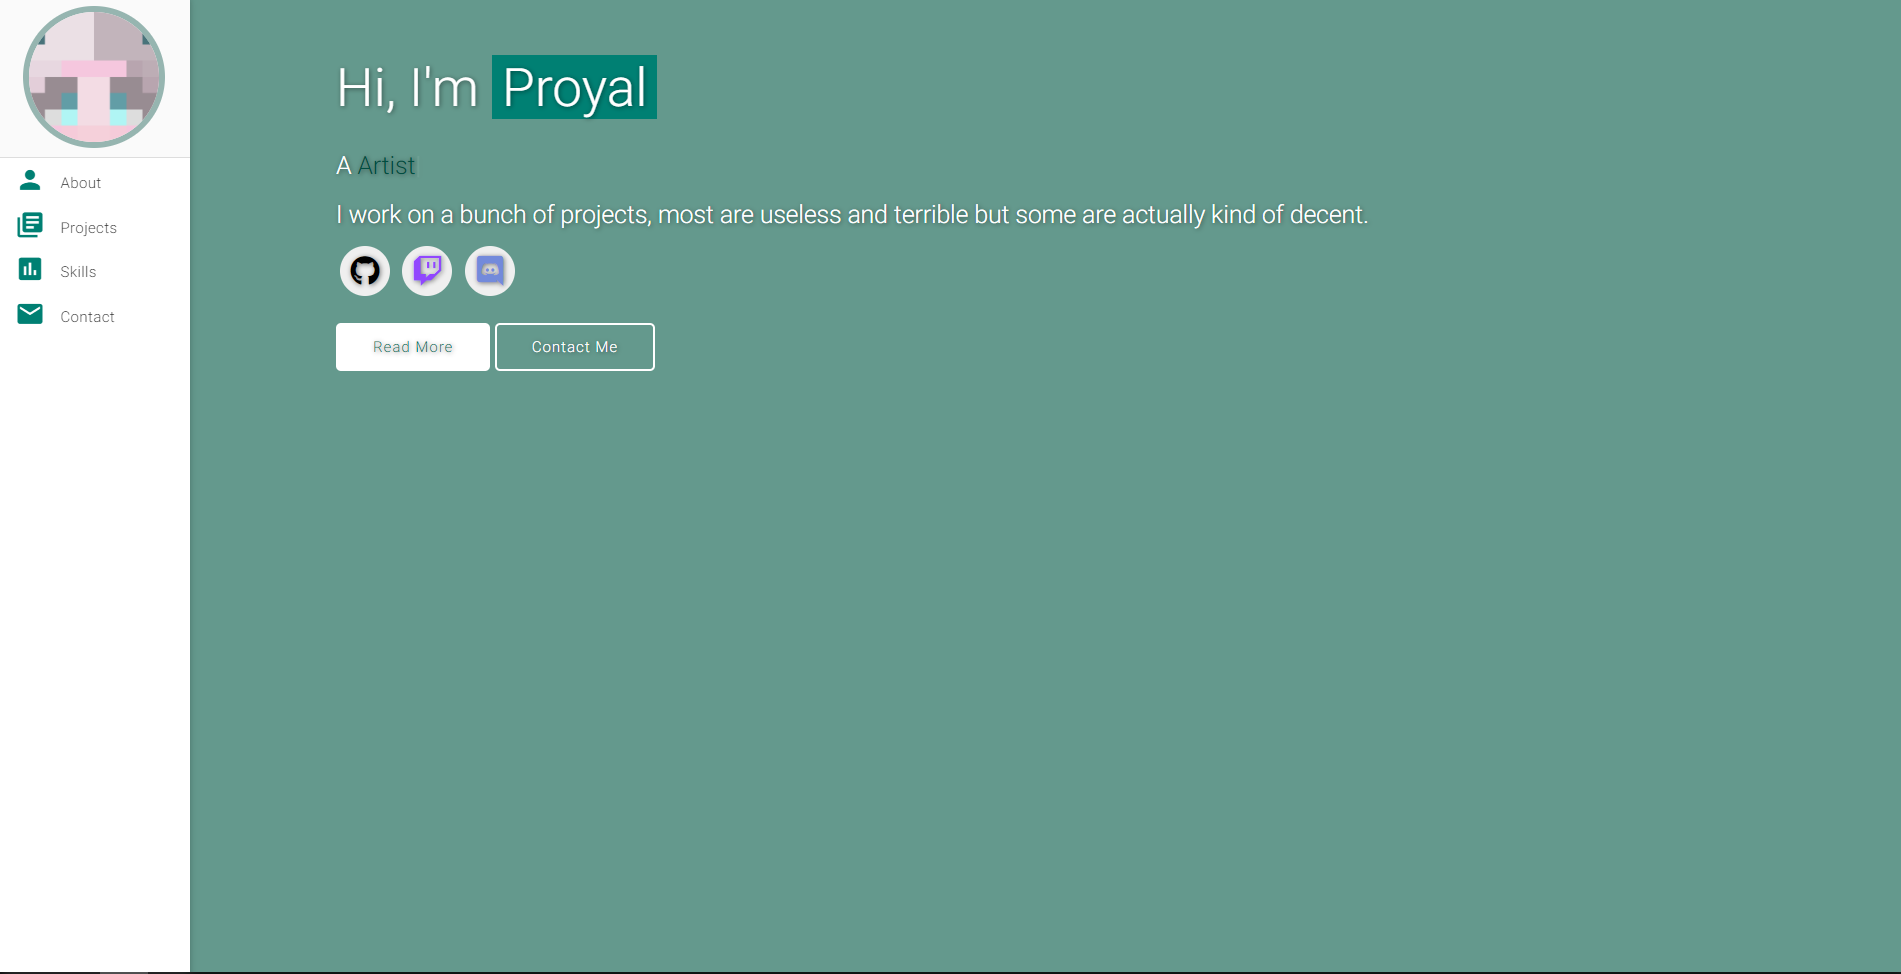 About
Projects
Skills
Contact
Hi, I'm Proyal
A Artist
I work on a bunch of projects, most are useless and terrible but some are actually kind of decent.
Read More
Contact Me